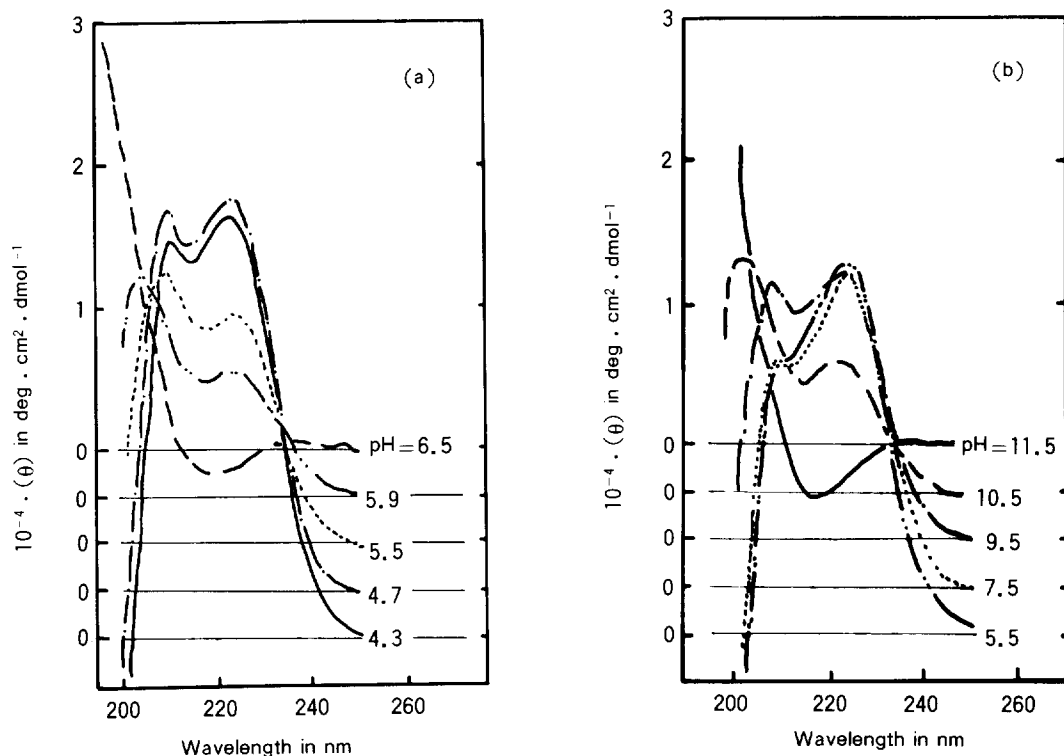 (a)
3
2
1
0
0
0
0
0
pH=6.5
5.9
5.5
4.7
4.3
200 220 240 260
Wavelength in nm
10⁻⁴ . (θ) in deg . cm² . dmol⁻¹
(b)
3
2
1
0
0
0
0
0
pH=11.5
10.5
9.5
7.5
5.5
200 220 240 260
Wavelength in nm
10⁻⁴ . (θ) in deg . cm² . dmol⁻¹